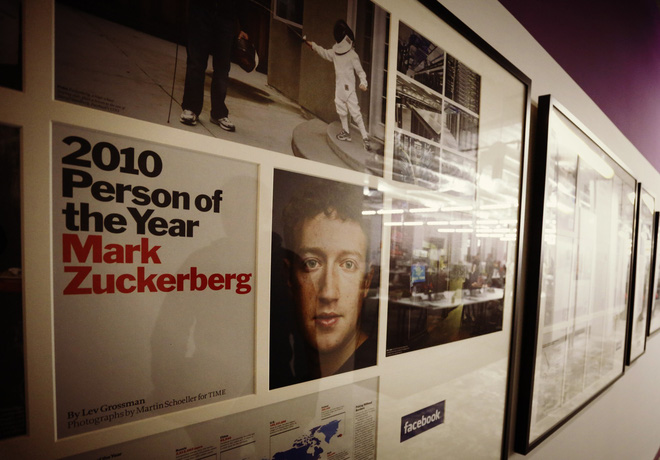 2010
Person of
the Year
Mark
Zuckerberg
By Lev Grossman
Photographs by Martin Schoeller for TIME
facebook